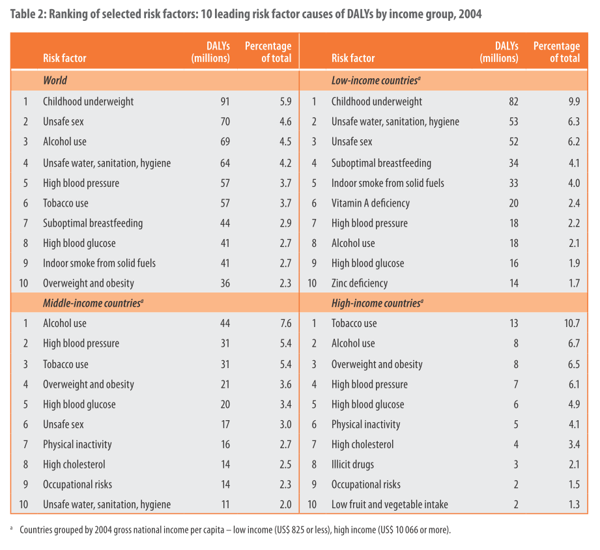 Table 2: Ranking of selected risk factors: 10 leading risk factor causes of DALYs by income group, 2004
Risk factor DALYs (millions) Percentage of total Risk factor DALYs (millions) Percentage of total
World Low-income countriesᵃ
1 Childhood underweight 91 5.9 1 Childhood underweight 82 9.9
2 Unsafe sex 70 4.6 2 Unsafe water, sanitation, hygiene 53 6.3
3 Alcohol use 69 4.5 3 Unsafe sex 52 6.2
4 Unsafe water, sanitation, hygiene 64 4.2 4 Suboptimal breastfeeding 34 4.1
5 High blood pressure 57 3.7 5 Indoor smoke from solid fuels 33 4.0
6 Tobacco use 57 3.7 6 Vitamin A deficiency 20 2.4
7 Suboptimal breastfeeding 44 2.9 7 High blood pressure 18 2.2
8 High blood glucose 41 2.7 8 Alcohol use 18 2.1
9 Indoor smoke from solid fuels 41 2.7 9 High blood glucose 16 1.9
10 Overweight and obesity 36 2.3 10 Zinc deficiency 14 1.7
Middle-income countriesᵃ High-income countriesᵃ
1 Alcohol use 44 7.6 1 Tobacco use 13 10.7
2 High blood pressure 31 5.4 2 Alcohol use 8 6.7
3 Tobacco use 31 5.4 3 Overweight and obesity 8 6.5
4 Overweight and obesity 21 3.6 4 High blood pressure 7 6.1
5 High blood glucose 20 3.4 5 High blood glucose 6 4.9
6 Unsafe sex 17 3.0 6 Physical inactivity 5 4.1
7 Physical inactivity 16 2.7 7 High cholesterol 4 3.4
8 High cholesterol 14 2.5 8 Illicit drugs 3 2.1
9 Occupational risks 14 2.3 9 Occupational risks 2 1.5
10 Unsafe water, sanitation, hygiene 11 2.0 10 Low fruit and vegetable intake 2 1.3
ᵃ Countries grouped by 2004 gross national income per capita – low income (US$ 825 or less), high income (US$ 10 066 or more).